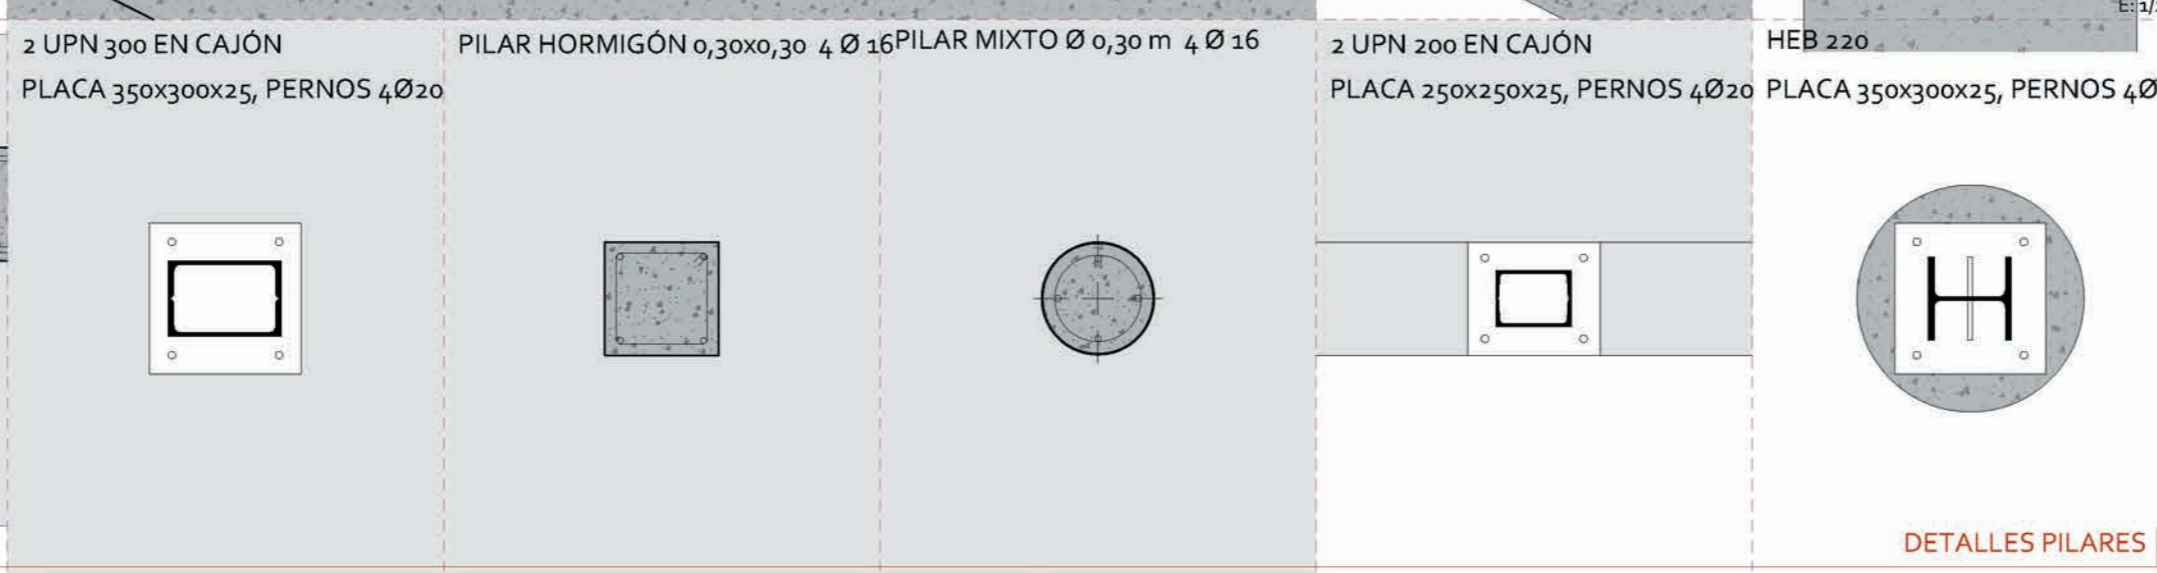 E: 1/
2 UPN 300 EN CAJÓN
PLACA 350x300x25, PERNOS 4Ø20
PILAR HORMIGÓN 0,30x0,30 4 Ø 16
PILAR MIXTO Ø 0,30 m 4 Ø 16
2 UPN 200 EN CAJÓN
PLACA 250x250x25, PERNOS 4Ø20
HEB 220
PLACA 350x300x25, PERNOS 4Ø
DETALLES PILARES